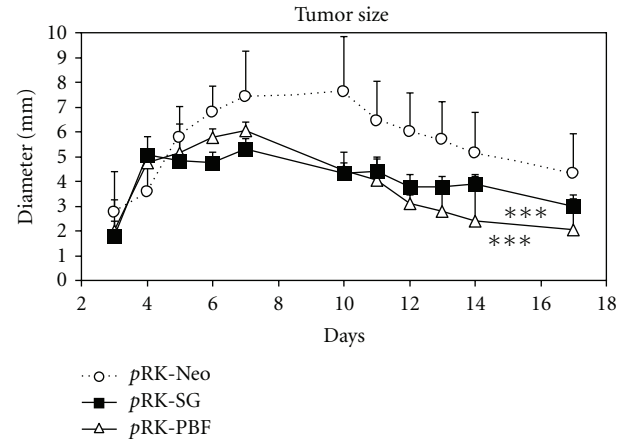 Tumor size
10
9
8
7
6
5
4
3
2
1
0
Diameter (mm)
***
***
2 4 6 8 10 12 14 16 18
Days
pRK-Neo
pRK-SG
pRK-PBF